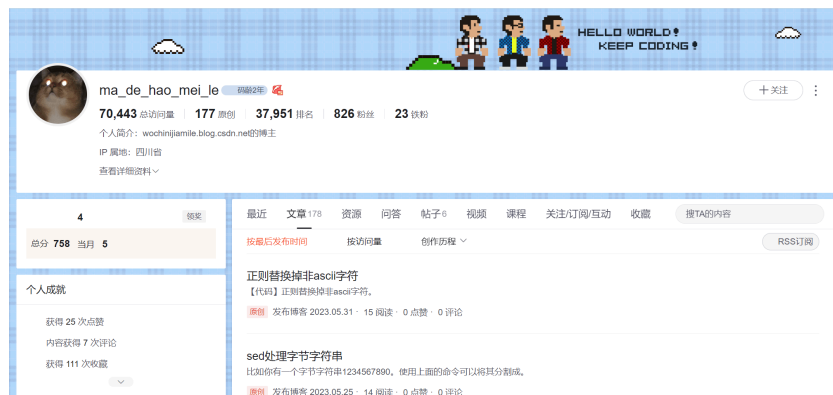 HELLO WORLD!
KEEP CODING!
ma_de_hao_mei_le 码龄2年
+关注
70,443 总访问量 177 原创 37,951 排名 826 粉丝 23 铁粉
个人简介：wochinijiamile.blog.csdn.net的博主
IP 属地：四川省
查看详细资料
4 领奖
总分 758 当月 5
个人成就
获得 25 次点赞
内容获得 7 次评论
获得 111 次收藏
最近 文章 178 资源 问答 帖子 6 视频 课程 关注/订阅/互动 收藏 搜TA的内容
按最后发布时间 按访问量 创作历程 RSS订阅
正则替换掉非ascii字符
【代码】正则替换掉非ascii字符。
原创 发布博客 2023.05.31 · 15 阅读 · 0 点赞 · 0 评论
sed处理字节字符串
比如你有一个字节字符串1234567890。使用上面的命令可以将其分割成。
原创 发布博客 2023.05.25 · 14 阅读 · 0 点赞 · 0 评论